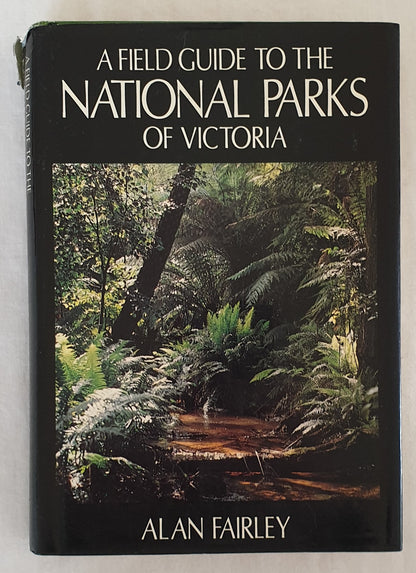 A FIELD GUIDE TO THE
NATIONAL PARKS
OF VICTORIA
ALAN FAIRLEY